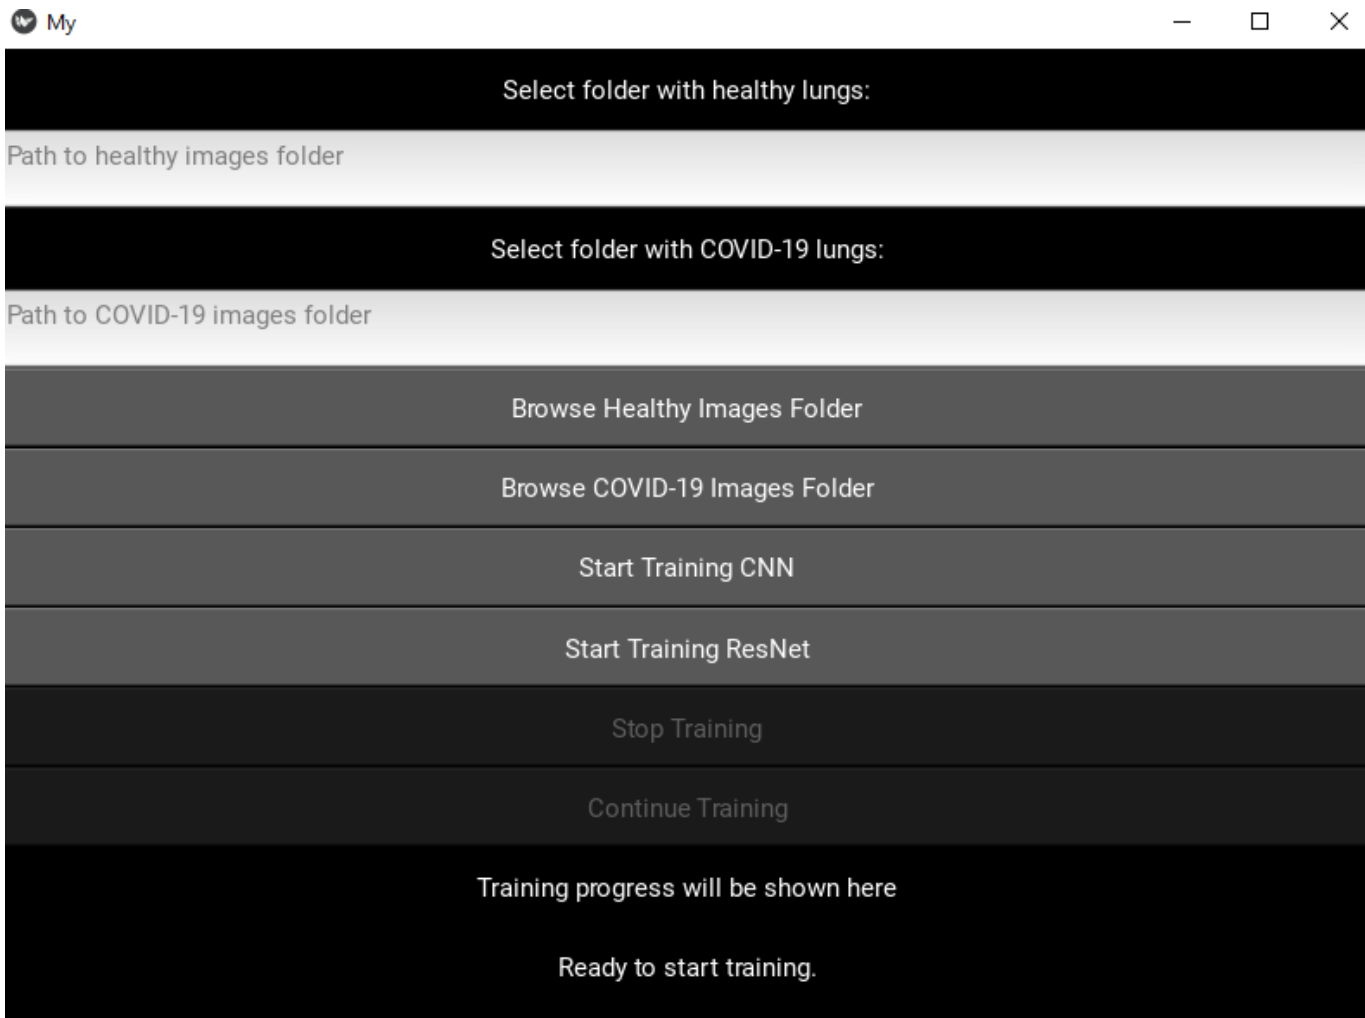 My
Select folder with healthy lungs:
Path to healthy images folder
Select folder with COVID-19 lungs:
Path to COVID-19 images folder
Browse Healthy Images Folder
Browse COVID-19 Images Folder
Start Training CNN
Start Training ResNet
Stop Training
Continue Training
Training progress will be shown here
Ready to start training.